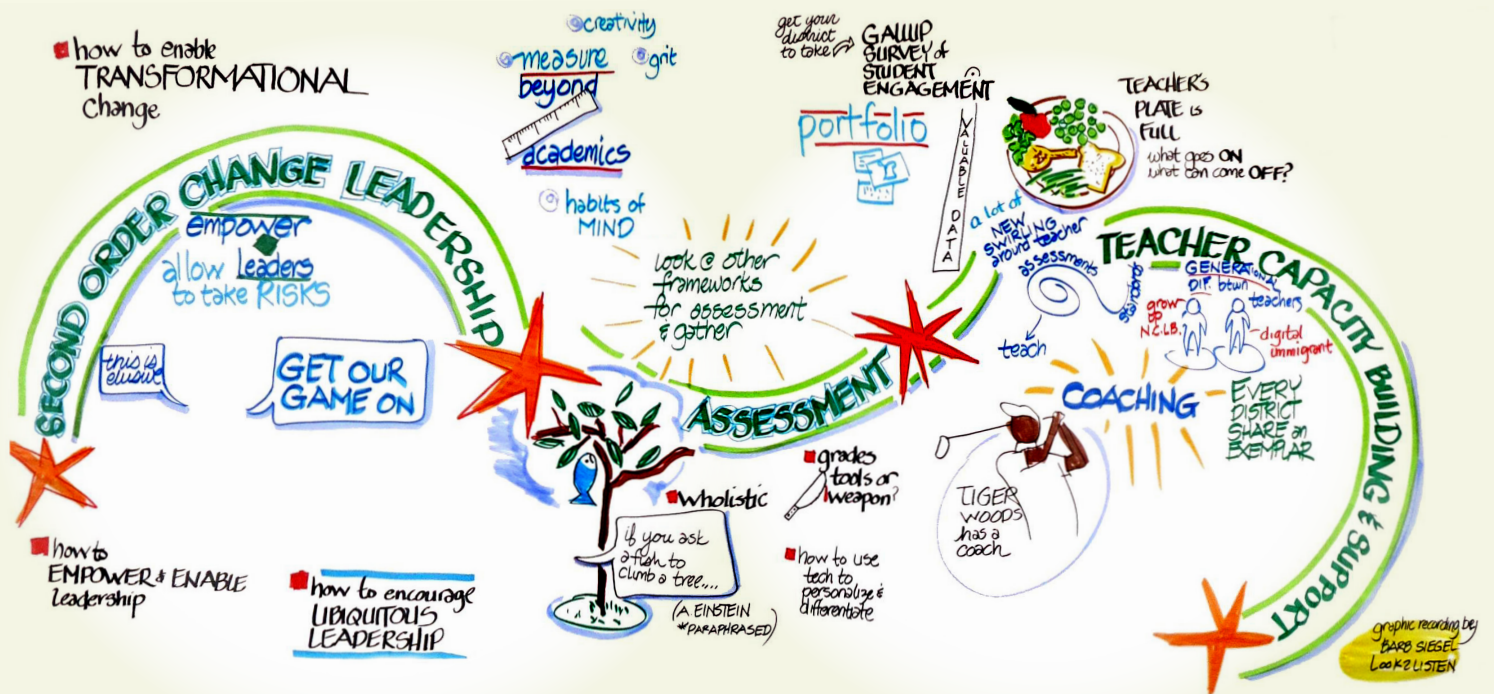 how to enable
TRANSFORMATIONAL
change
SECOND ORDER CHANGE LEADERSHIP
empower
allow Leaders
to take RISKS
this is
elusive
GET OUR
GAME ON
how to
EMPOWER & ENABLE
leadership
how to encourage
UBIQUITOUS
LEADERSHIP
creativity
measure
grit
beyond
academics
habits of
MIND
look @ other
frameworks
for assessment
& gather
ASSESSMENT
wholistic
if you ask
a fish to
climb a tree....
(A EINSTEIN
*PARAPHRASED)
grades
tools or
weapon?
how to use
tech to
personalize &
differentiate
get your
district
to take
GALLUP
SURVEY of
STUDENT
ENGAGEMENT
portfolio
VALUABLE DATA
TEACHER'S
PLATE is
FULL
what goes ON
what can come OFF?
a lot of
NEW
SWIRLING
around teacher
assessments
standards
teach
TEACHER CAPACITY BUILDING & SUPPORT
GENERATIONAL
DIF. btwn
teachers
grow
up
N.C.L.B.
digital
immigrant
COACHING
EVERY
DISTRICT
SHARE an
EXEMPLAR
TIGER
WOODS
has a
coach
graphic recording by
BARB SIEGEL
LOOK2LISTEN